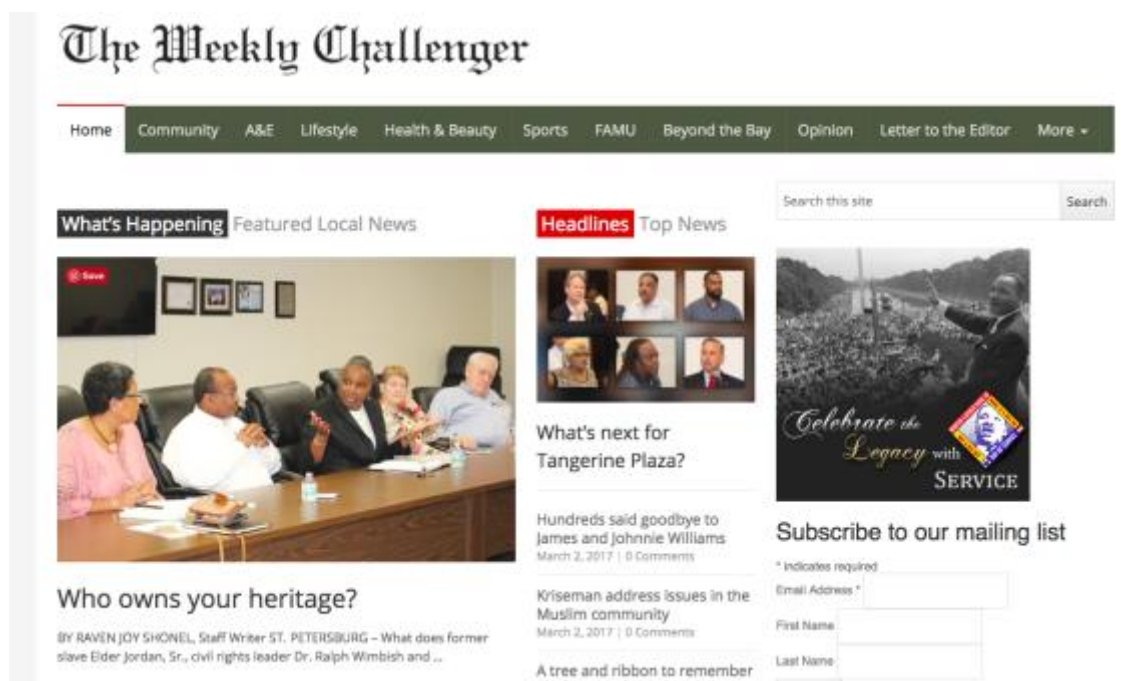 The Weekly Challenger
Home Community A&E Lifestyle Health & Beauty Sports FAMU Beyond the Bay Opinion Letter to the Editor More
Search this site Search
What's Happening Featured Local News
Save
Who owns your heritage?
BY RAVEN JOY SHONEL, Staff Writer ST. PETERSBURG – What does former
slave Elder Jordan, Sr., civil rights leader Dr. Ralph Wimbish and ...
Headlines Top News
What's next for
Tangerine Plaza?
Hundreds said goodbye to
James and Johnnie Williams
March 2, 2017 | 0 Comments
Kriseman address issues in the
Muslim community
March 2, 2017 | 0 Comments
A tree and ribbon to remember
Celebrate the
Legacy with
SERVICE
Subscribe to our mailing list
* indicates required
Email Address *
First Name
Last Name